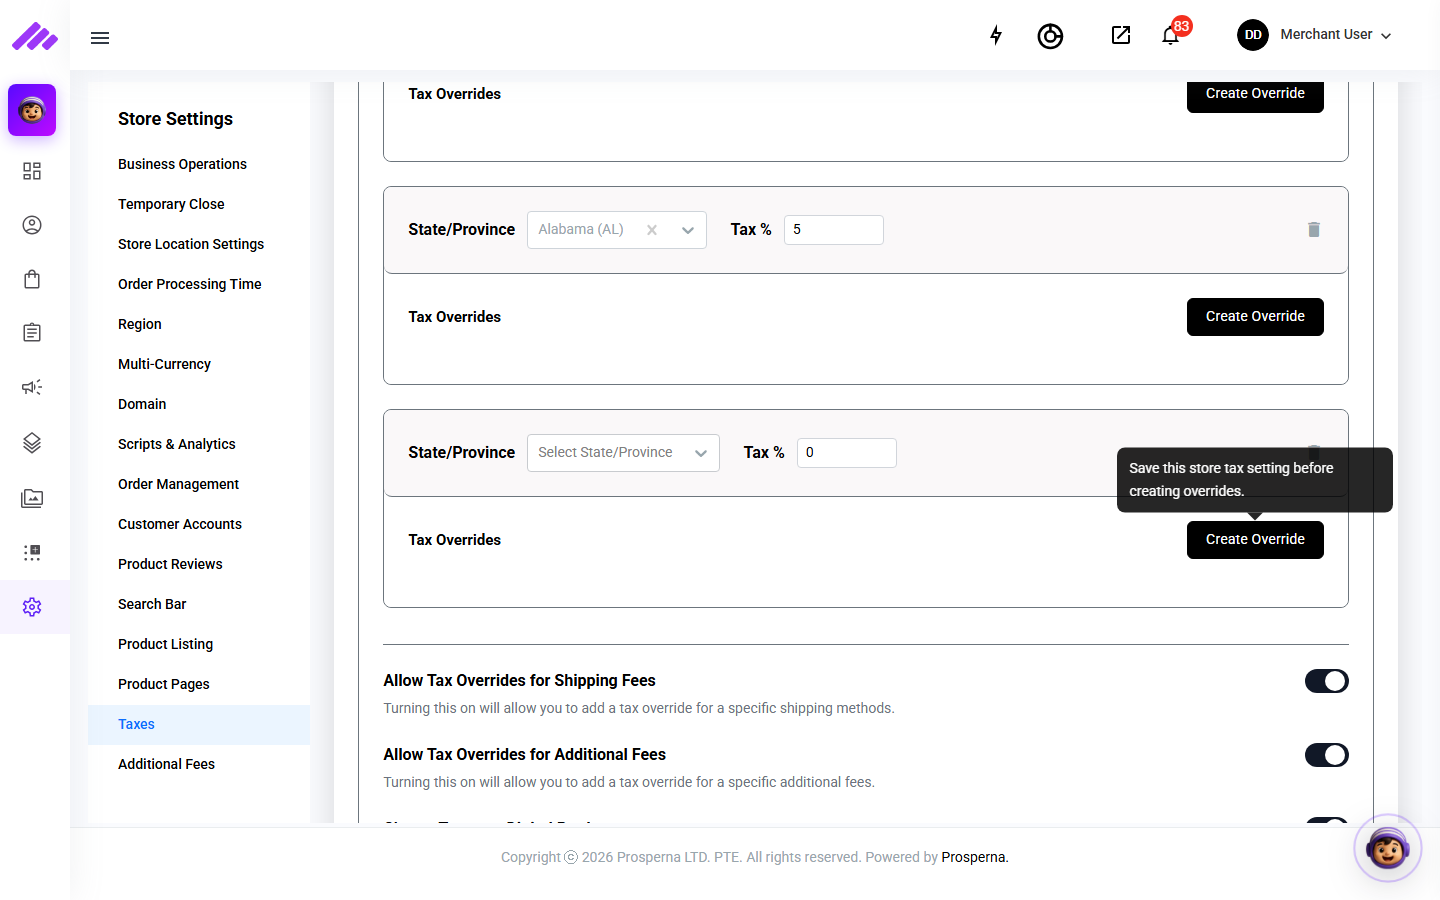 83
DD
Merchant User
Store Settings
Business Operations
Temporary Close
Store Location Settings
Order Processing Time
Region
Multi-Currency
Domain
Scripts & Analytics
Order Management
Customer Accounts
Product Reviews
Search Bar
Product Listing
Product Pages
Taxes
Additional Fees
Tax Overrides
Create Override
State/Province
Alabama (AL)
Tax %
5
Tax Overrides
Create Override
State/Province
Select State/Province
Tax %
0
Save this store tax setting before
creating overrides.
Tax Overrides
Create Override
Allow Tax Overrides for Shipping Fees
Turning this on will allow you to add a tax override for a specific shipping methods.
Allow Tax Overrides for Additional Fees
Turning this on will allow you to add a tax override for a specific additional fees.
Copyright © 2026 Prosperna LTD. PTE. All rights reserved. Powered by Prosperna.